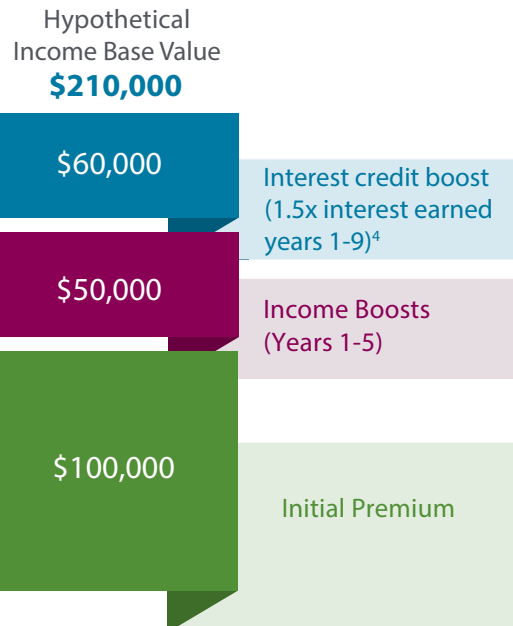 Hypothetical
Income Base Value
$210,000
$60,000
Interest credit boost
(1.5x interest earned
years 1-9)⁴
$50,000
Income Boosts
(Years 1-5)
$100,000
Initial Premium